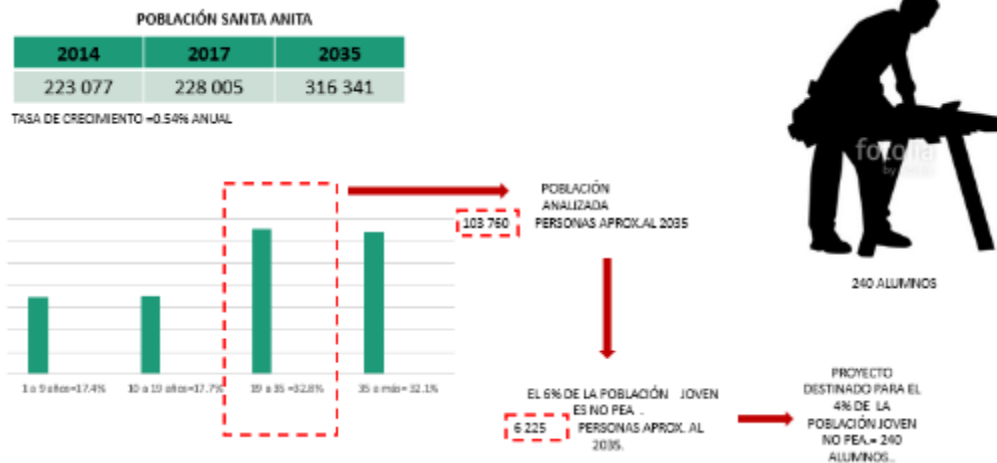 POBLACIÓN SANTA ANITA
2014 2017 2035
223 077 228 005 316 341
TASA DE CRECIMIENTO =0.54% ANUAL
POBLACIÓN
ANALIZADA
103 760 PERSONAS APROX.AL 2035
fotolia
by
240 ALUMNOS
1 a 9 años=17.4% 10 a 19 años=17.7% 19 a 35 =32.8% 35 a más= 32.1%
EL 6% DE LA POBLACIÓN JOVEN
ES NO PEA .
6 225 PERSONAS APROX. AL
2035.
PROYECTO
DESTINADO PARA EL
4% DE LA
POBLACIÓN JOVEN
NO PEA.= 240
ALUMNOS..